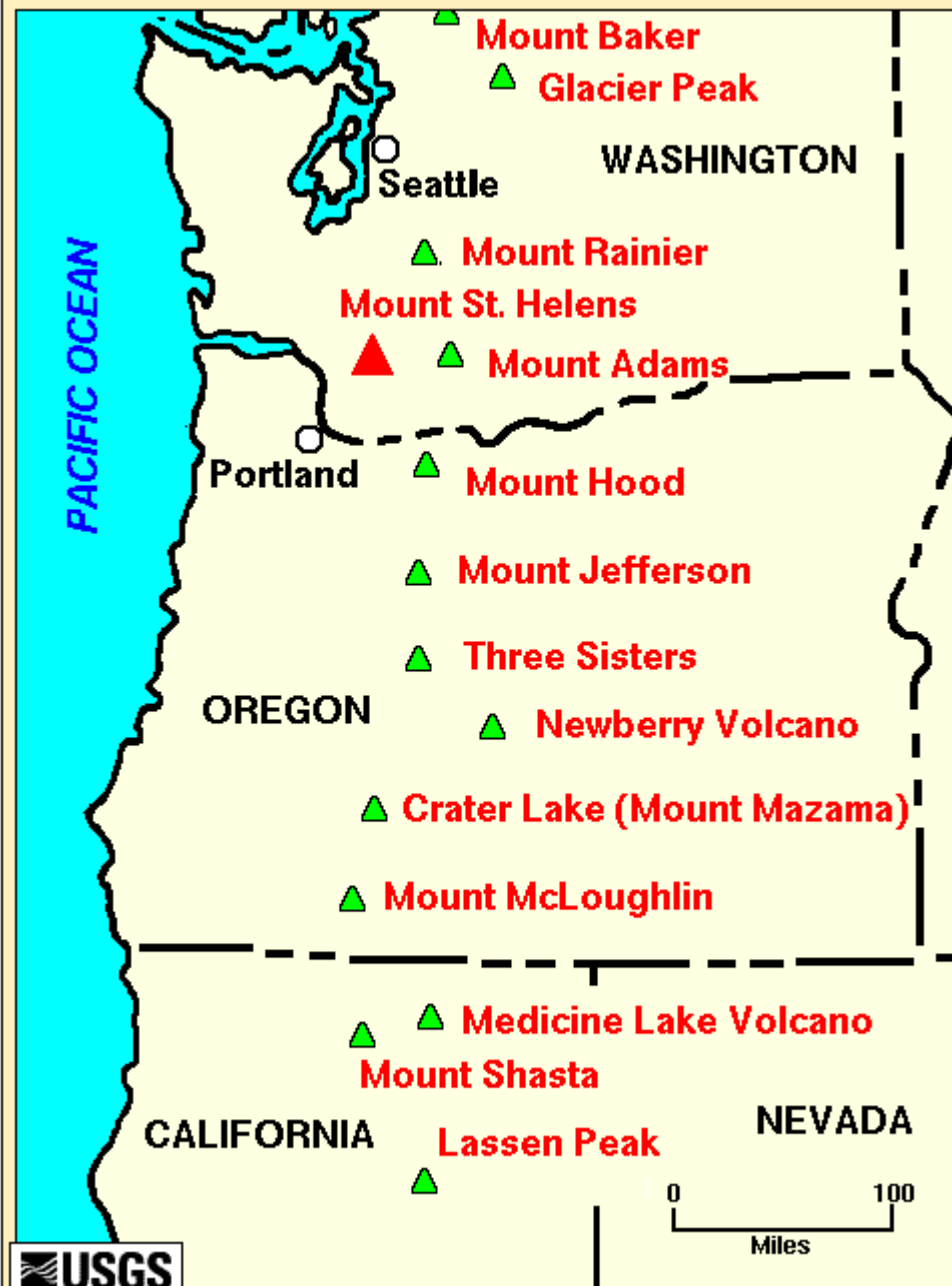 Mount Baker
Glacier Peak
WASHINGTON
Seattle
Mount Rainier
Mount St. Helens
Mount Adams
PACIFIC OCEAN
Portland
Mount Hood
Mount Jefferson
Three Sisters
OREGON
Newberry Volcano
Crater Lake (Mount Mazama)
Mount McLoughlin
Medicine Lake Volcano
Mount Shasta
CALIFORNIA
NEVADA
Lassen Peak
0 100
Miles
USGS